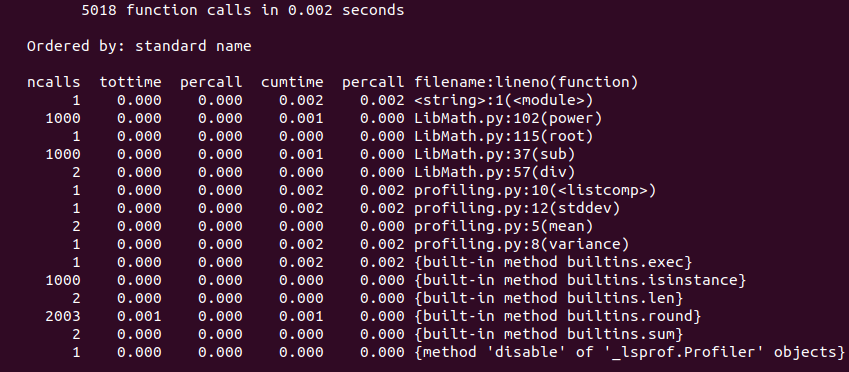 5018 function calls in 0.002 seconds
Ordered by: standard name
ncalls  tottime  percall  cumtime  percall filename:lineno(function)
1    0.000    0.000    0.002    0.002 <string>:1(<module>)
1000    0.000    0.000    0.001    0.000 LibMath.py:102(power)
1    0.000    0.000    0.000    0.000 LibMath.py:115(root)
1000    0.000    0.000    0.001    0.000 LibMath.py:37(sub)
2    0.000    0.000    0.000    0.000 LibMath.py:57(div)
1    0.000    0.000    0.002    0.002 profiling.py:10(<listcomp>)
1    0.000    0.000    0.002    0.002 profiling.py:12(stddev)
2    0.000    0.000    0.000    0.000 profiling.py:5(mean)
1    0.000    0.000    0.002    0.002 profiling.py:8(variance)
1    0.000    0.000    0.002    0.002 {built-in method builtins.exec}
1000    0.000    0.000    0.000    0.000 {built-in method builtins.isinstance}
2    0.000    0.000    0.000    0.000 {built-in method builtins.len}
2003    0.001    0.000    0.001    0.000 {built-in method builtins.round}
2    0.000    0.000    0.000    0.000 {built-in method builtins.sum}
1    0.000    0.000    0.000    0.000 {method 'disable' of '_lsprof.Profiler' objects}